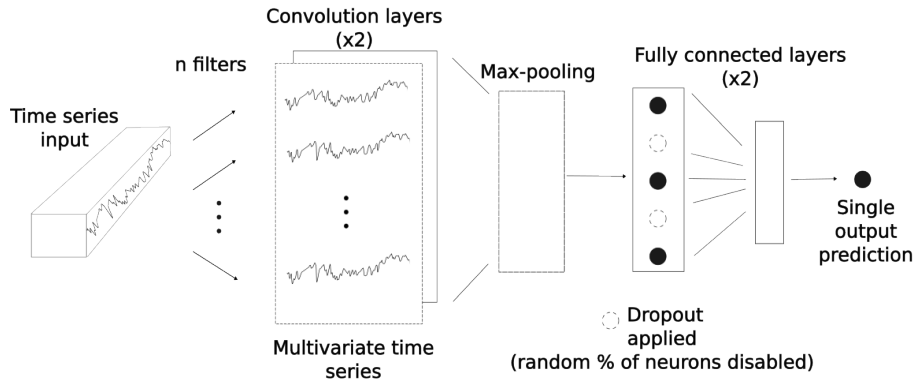 Convolution layers
(x2)
n filters
Time series
input
Multivariate time
series
Max-pooling
Fully connected layers
(x2)
Single
output
prediction
Dropout
applied
(random % of neurons disabled)